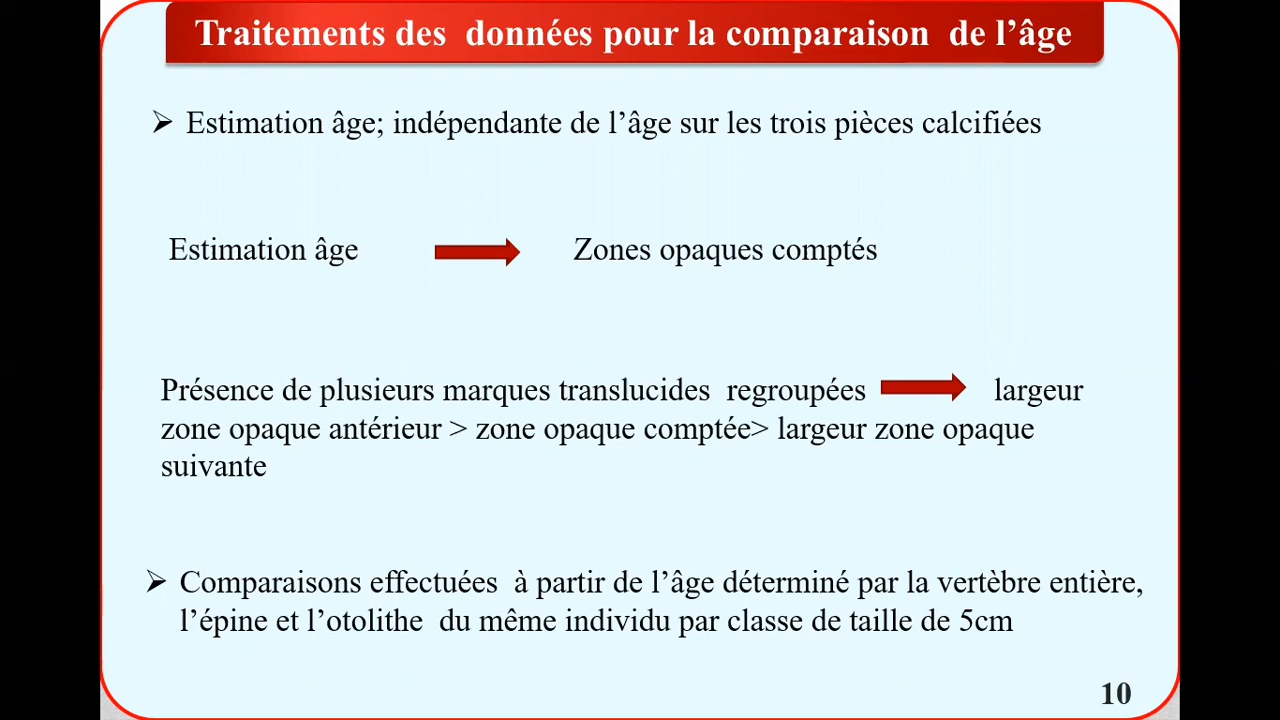 Traitements des données pour la comparaison de l’âge
➢ Estimation âge; indépendante de l’âge sur les trois pièces calcifiées
Estimation âge Zones opaques comptés
Présence de plusieurs marques translucides regroupées largeur
zone opaque antérieur > zone opaque comptée> largeur zone opaque
suivante
➢ Comparaisons effectuées à partir de l’âge déterminé par la vertèbre entière,
l’épine et l’otolithe du même individu par classe de taille de 5cm
10